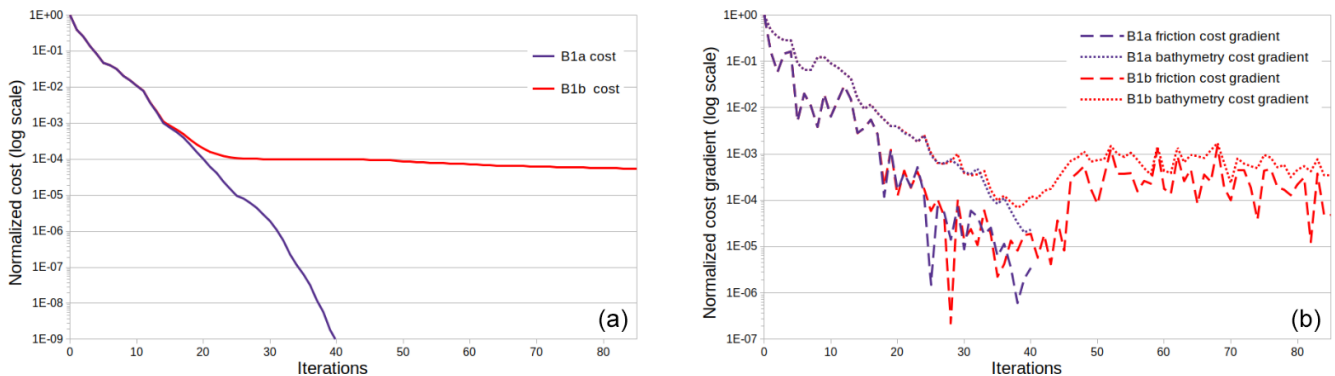 Normalized cost (log scale)
1E+00
1E-01
1E-02
1E-03
1E-04
1E-05
1E-06
1E-07
1E-08
1E-09
B1a cost
B1b cost
(a)
0 10 20 30 40 50 60 70 80
Iterations
Normalized cost gradient (log scale)
1E+00
1E-01
1E-02
1E-03
1E-04
1E-05
1E-06
1E-07
B1a friction cost gradient
B1a bathymetry cost gradient
B1b friction cost gradient
B1b bathymetry cost gradient
(b)
0 10 20 30 40 50 60 70 80
Iterations